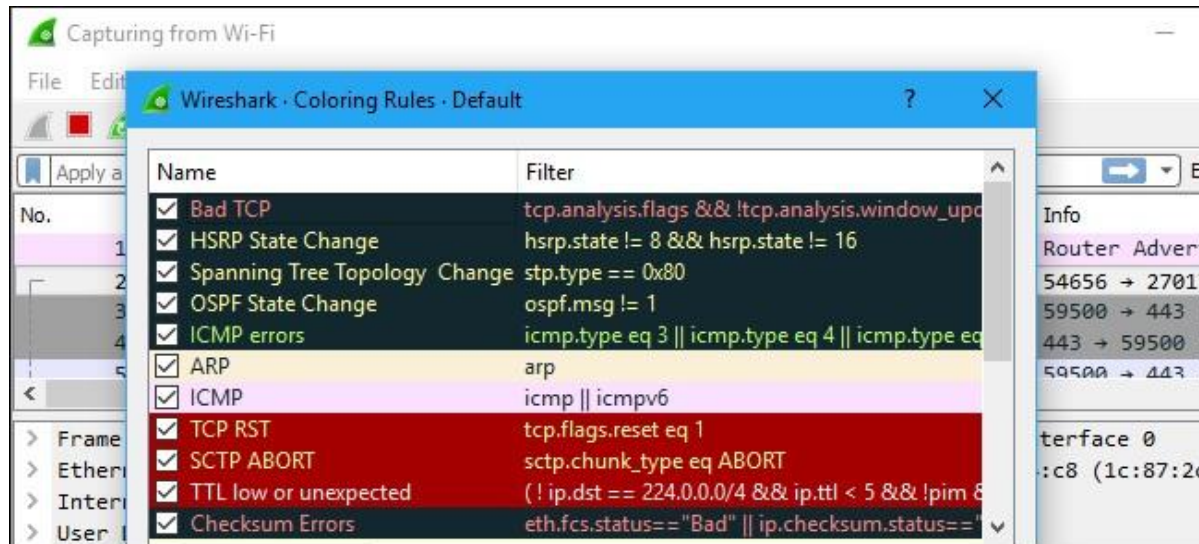 Capturing from Wi-Fi
File Edit
Wireshark · Coloring Rules · Default ? ×
Apply a
Name Filter
No. Info
Bad TCP tcp.analysis.flags && !tcp.analysis.window_upd
HSRP State Change hsrp.state != 8 && hsrp.state != 16
1 Router Adver
Spanning Tree Topology Change stp.type == 0x80
2 54656 → 2701
OSPF State Change ospf.msg != 1
3 59500 → 443
ICMP errors icmp.type eq 3 || icmp.type eq 4 || icmp.type eq
4 443 → 59500
ARP arp
5 59500 → 443
ICMP icmp || icmpv6
TCP RST tcp.flags.reset eq 1
Frame terface 0
SCTP ABORT sctp.chunk_type eq ABORT
Ether :c8 (1c:87:2c
TTL low or unexpected ( ! ip.dst == 224.0.0.0/4 && ip.ttl < 5 && !pim &
Inter
Checksum Errors eth.fcs.status=="Bad" || ip.checksum.status=="
User